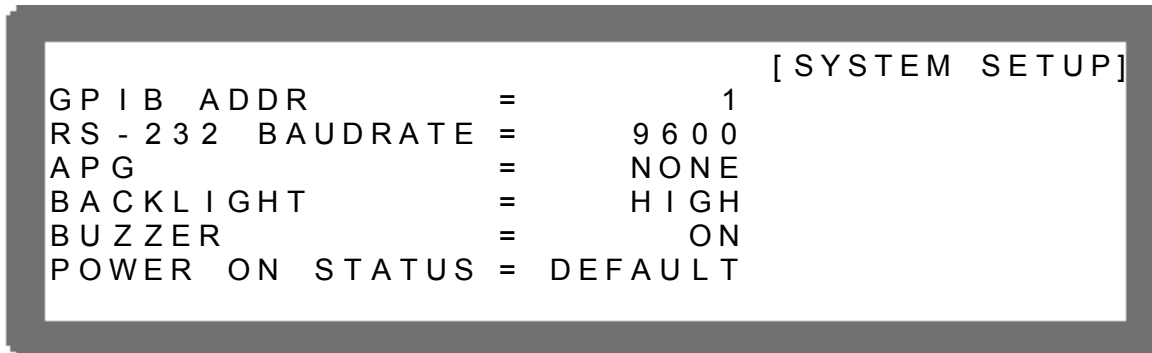 [SYSTEM SETUP]
GPIB ADDR = 1
RS-232 BAUDRATE = 9600
APG = NONE
BACKLIGHT = HIGH
BUZZER = ON
POWER ON STATUS = DEFAULT